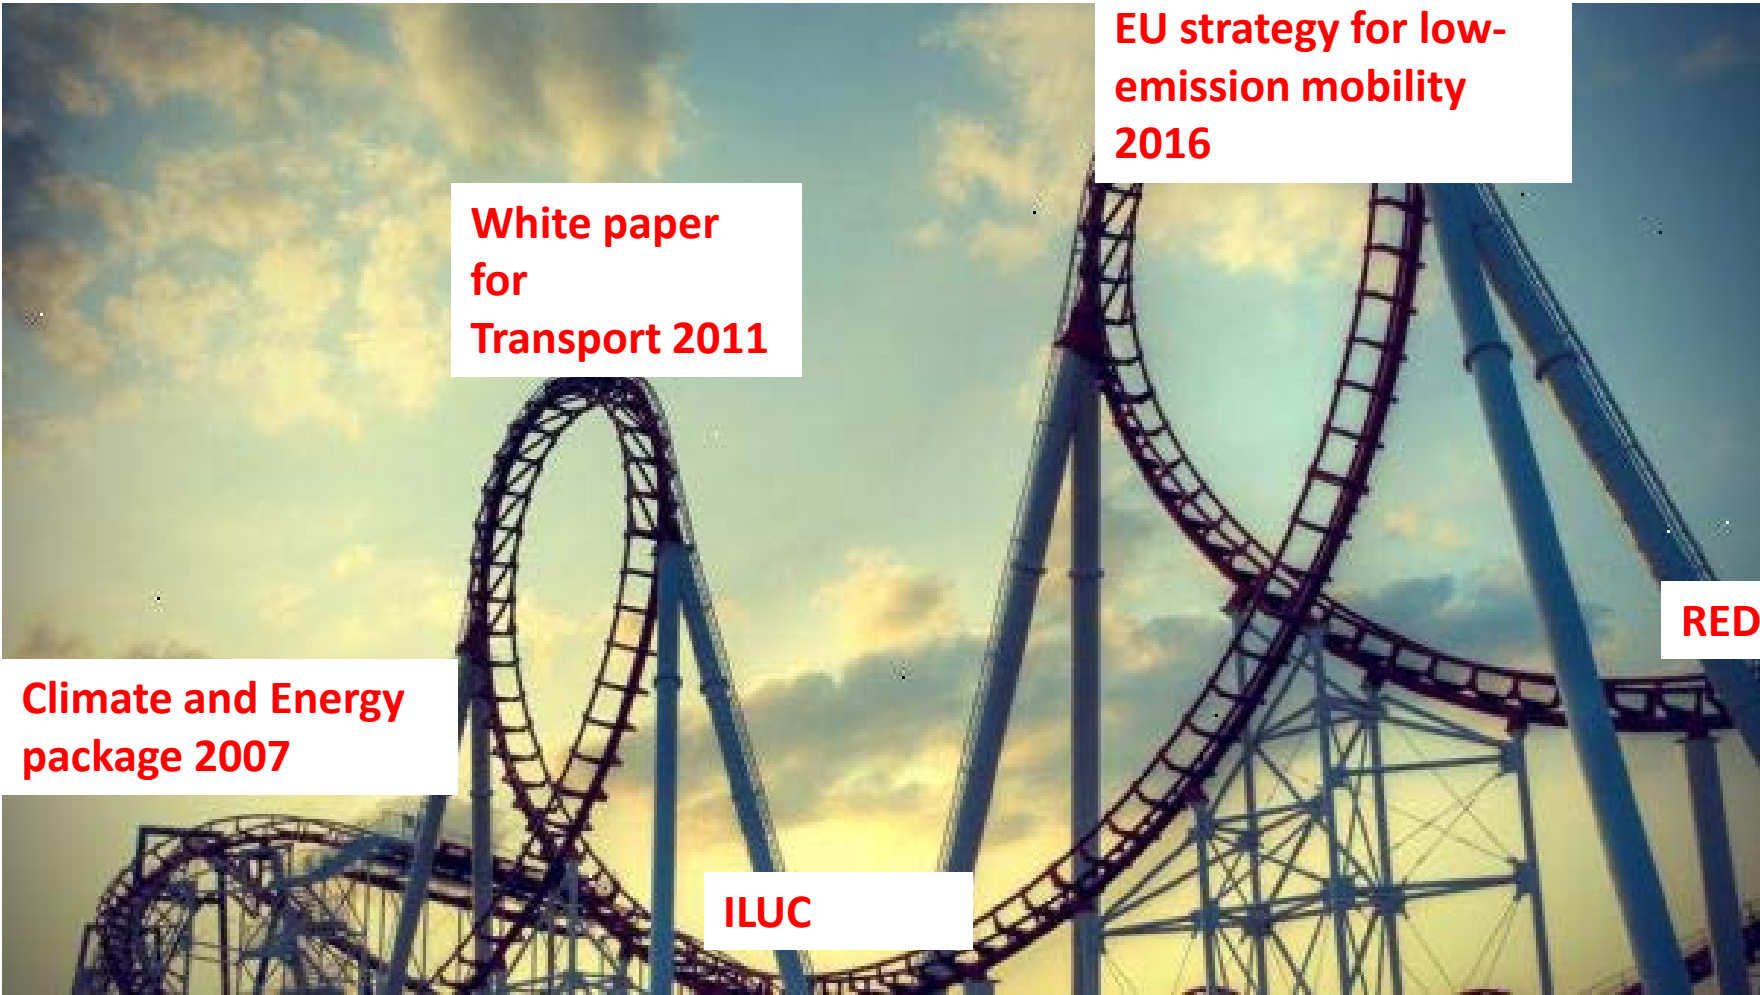 EU strategy for low-
emission mobility
2016
White paper
for
Transport 2011
RED
Climate and Energy
package 2007
ILUC